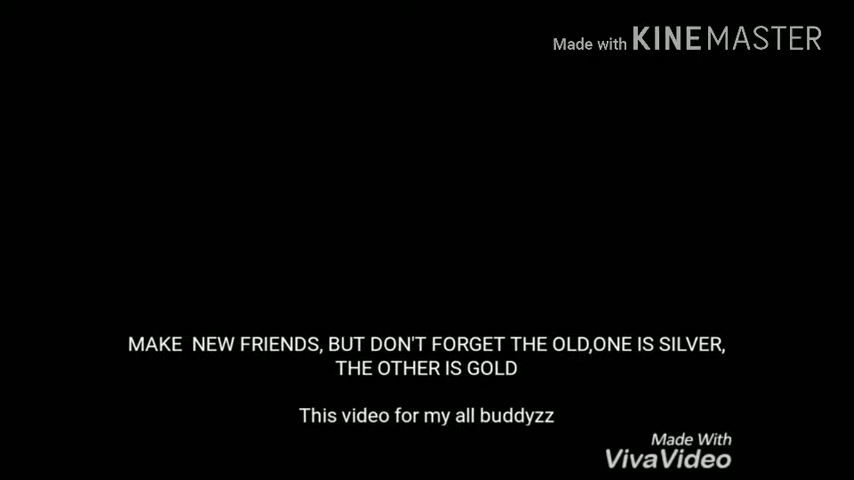 Made with KINEMASTER
MAKE NEW FRIENDS, BUT DON'T FORGET THE OLD,ONE IS SILVER,
THE OTHER IS GOLD
This video for my all buddyzz
Made With
VivaVideo